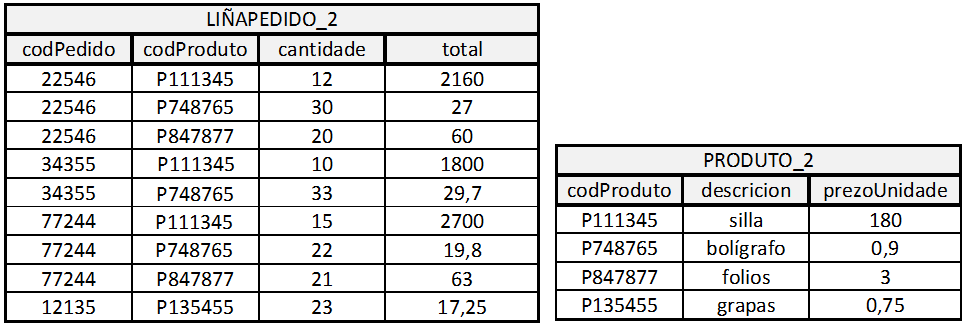 LIÑAPEDIDO_2
codPedido codProduto cantidade total
22546 P111345 12 2160
22546 P748765 30 27
22546 P847877 20 60
34355 P111345 10 1800
34355 P748765 33 29,7
77244 P111345 15 2700
77244 P748765 22 19,8
77244 P847877 21 63
12135 P135455 23 17,25
PRODUTO_2
codProduto descricion prezoUnidade
P111345 silla 180
P748765 bolígrafo 0,9
P847877 folios 3
P135455 grapas 0,75